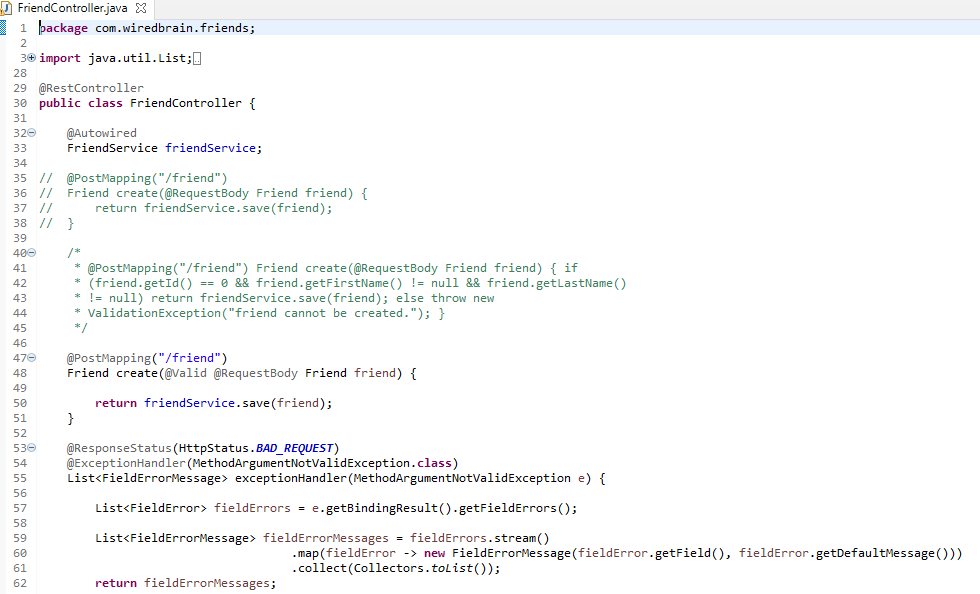 FriendController.java
1 package com.wiredbrain.friends;
2
3 import java.util.List;
28
29 @RestController
30 public class FriendController {
31
32 @Autowired
33 FriendService friendService;
34
35 // @PostMapping("/friend")
36 // Friend create(@RequestBody Friend friend) {
37 // return friendService.save(friend);
38 // }
39
40 /*
41 * @PostMapping("/friend") Friend create(@RequestBody Friend friend) { if
42 * (friend.getId() == 0 && friend.getFirstName() != null && friend.getLastName()
43 * != null) return friendService.save(friend); else throw new
44 * ValidationException("friend cannot be created."); }
45 */
46
47 @PostMapping("/friend")
48 Friend create(@Valid @RequestBody Friend friend) {
49
50 return friendService.save(friend);
51 }
52
53 @ResponseStatus(HttpStatus.BAD_REQUEST)
54 @ExceptionHandler(MethodArgumentNotValidException.class)
55 List<FieldErrorMessage> exceptionHandler(MethodArgumentNotValidException e) {
56
57 List<FieldError> fieldErrors = e.getBindingResult().getFieldErrors();
58
59 List<FieldErrorMessage> fieldErrorMessages = fieldErrors.stream()
60 .map(fieldError -> new FieldErrorMessage(fieldError.getField(), fieldError.getDefaultMessage()))
61 .collect(Collectors.toList());
62 return fieldErrorMessages;